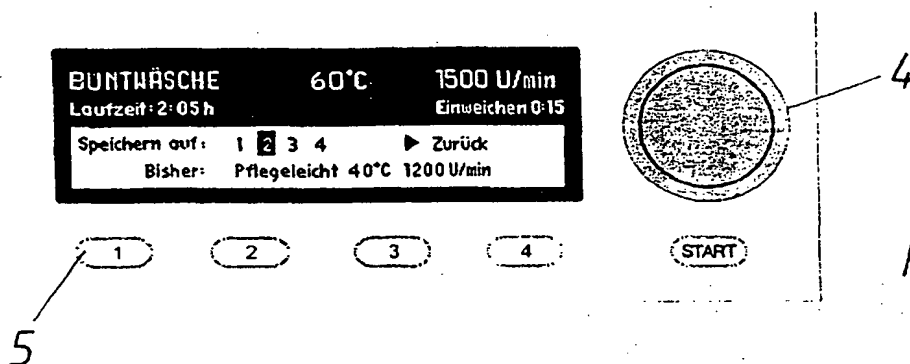 BUNTWÄSCHE 60°C 1500 U/min
Laufzeit: 2:05h Einweichen 0:15
Speichern auf: 1 2 3 4 ▶ Zurück
Bisher: Pflegeleicht 40°C 1200 U/min
4
1 2 3 4 START
5